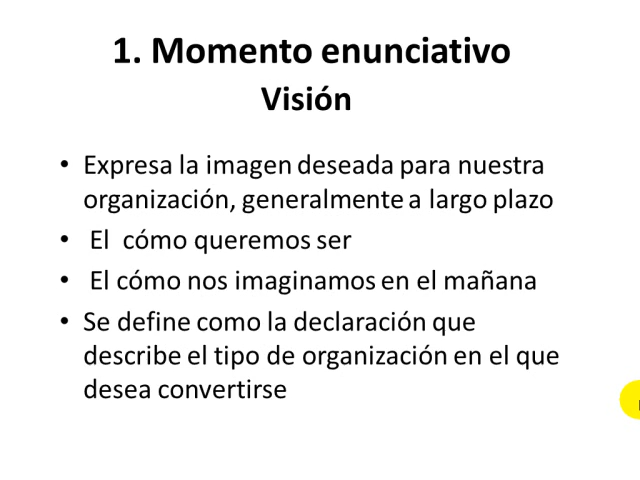 1. Momento enunciativo
Visión
• Expresa la imagen deseada para nuestra
organización, generalmente a largo plazo
• El cómo queremos ser
• El cómo nos imaginamos en el mañana
• Se define como la declaración que
describe el tipo de organización en el que
desea convertirse